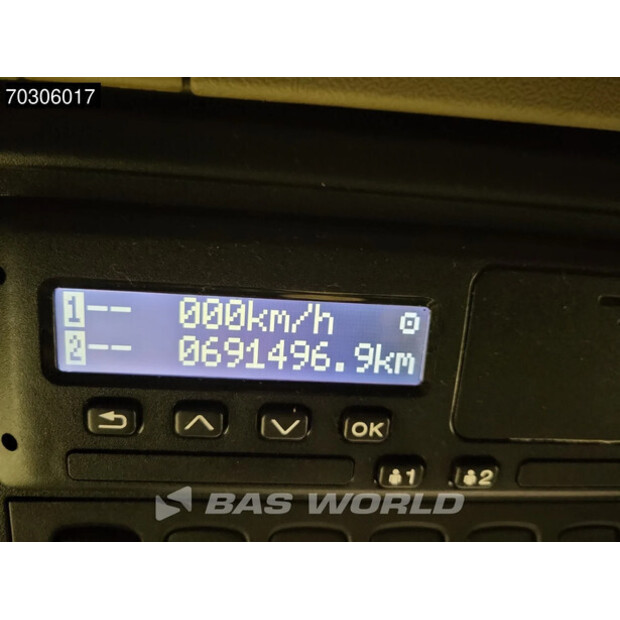 70306017
1-- 000km/h
2-- 0691496.9km
OK
1 2
BAS WORLD